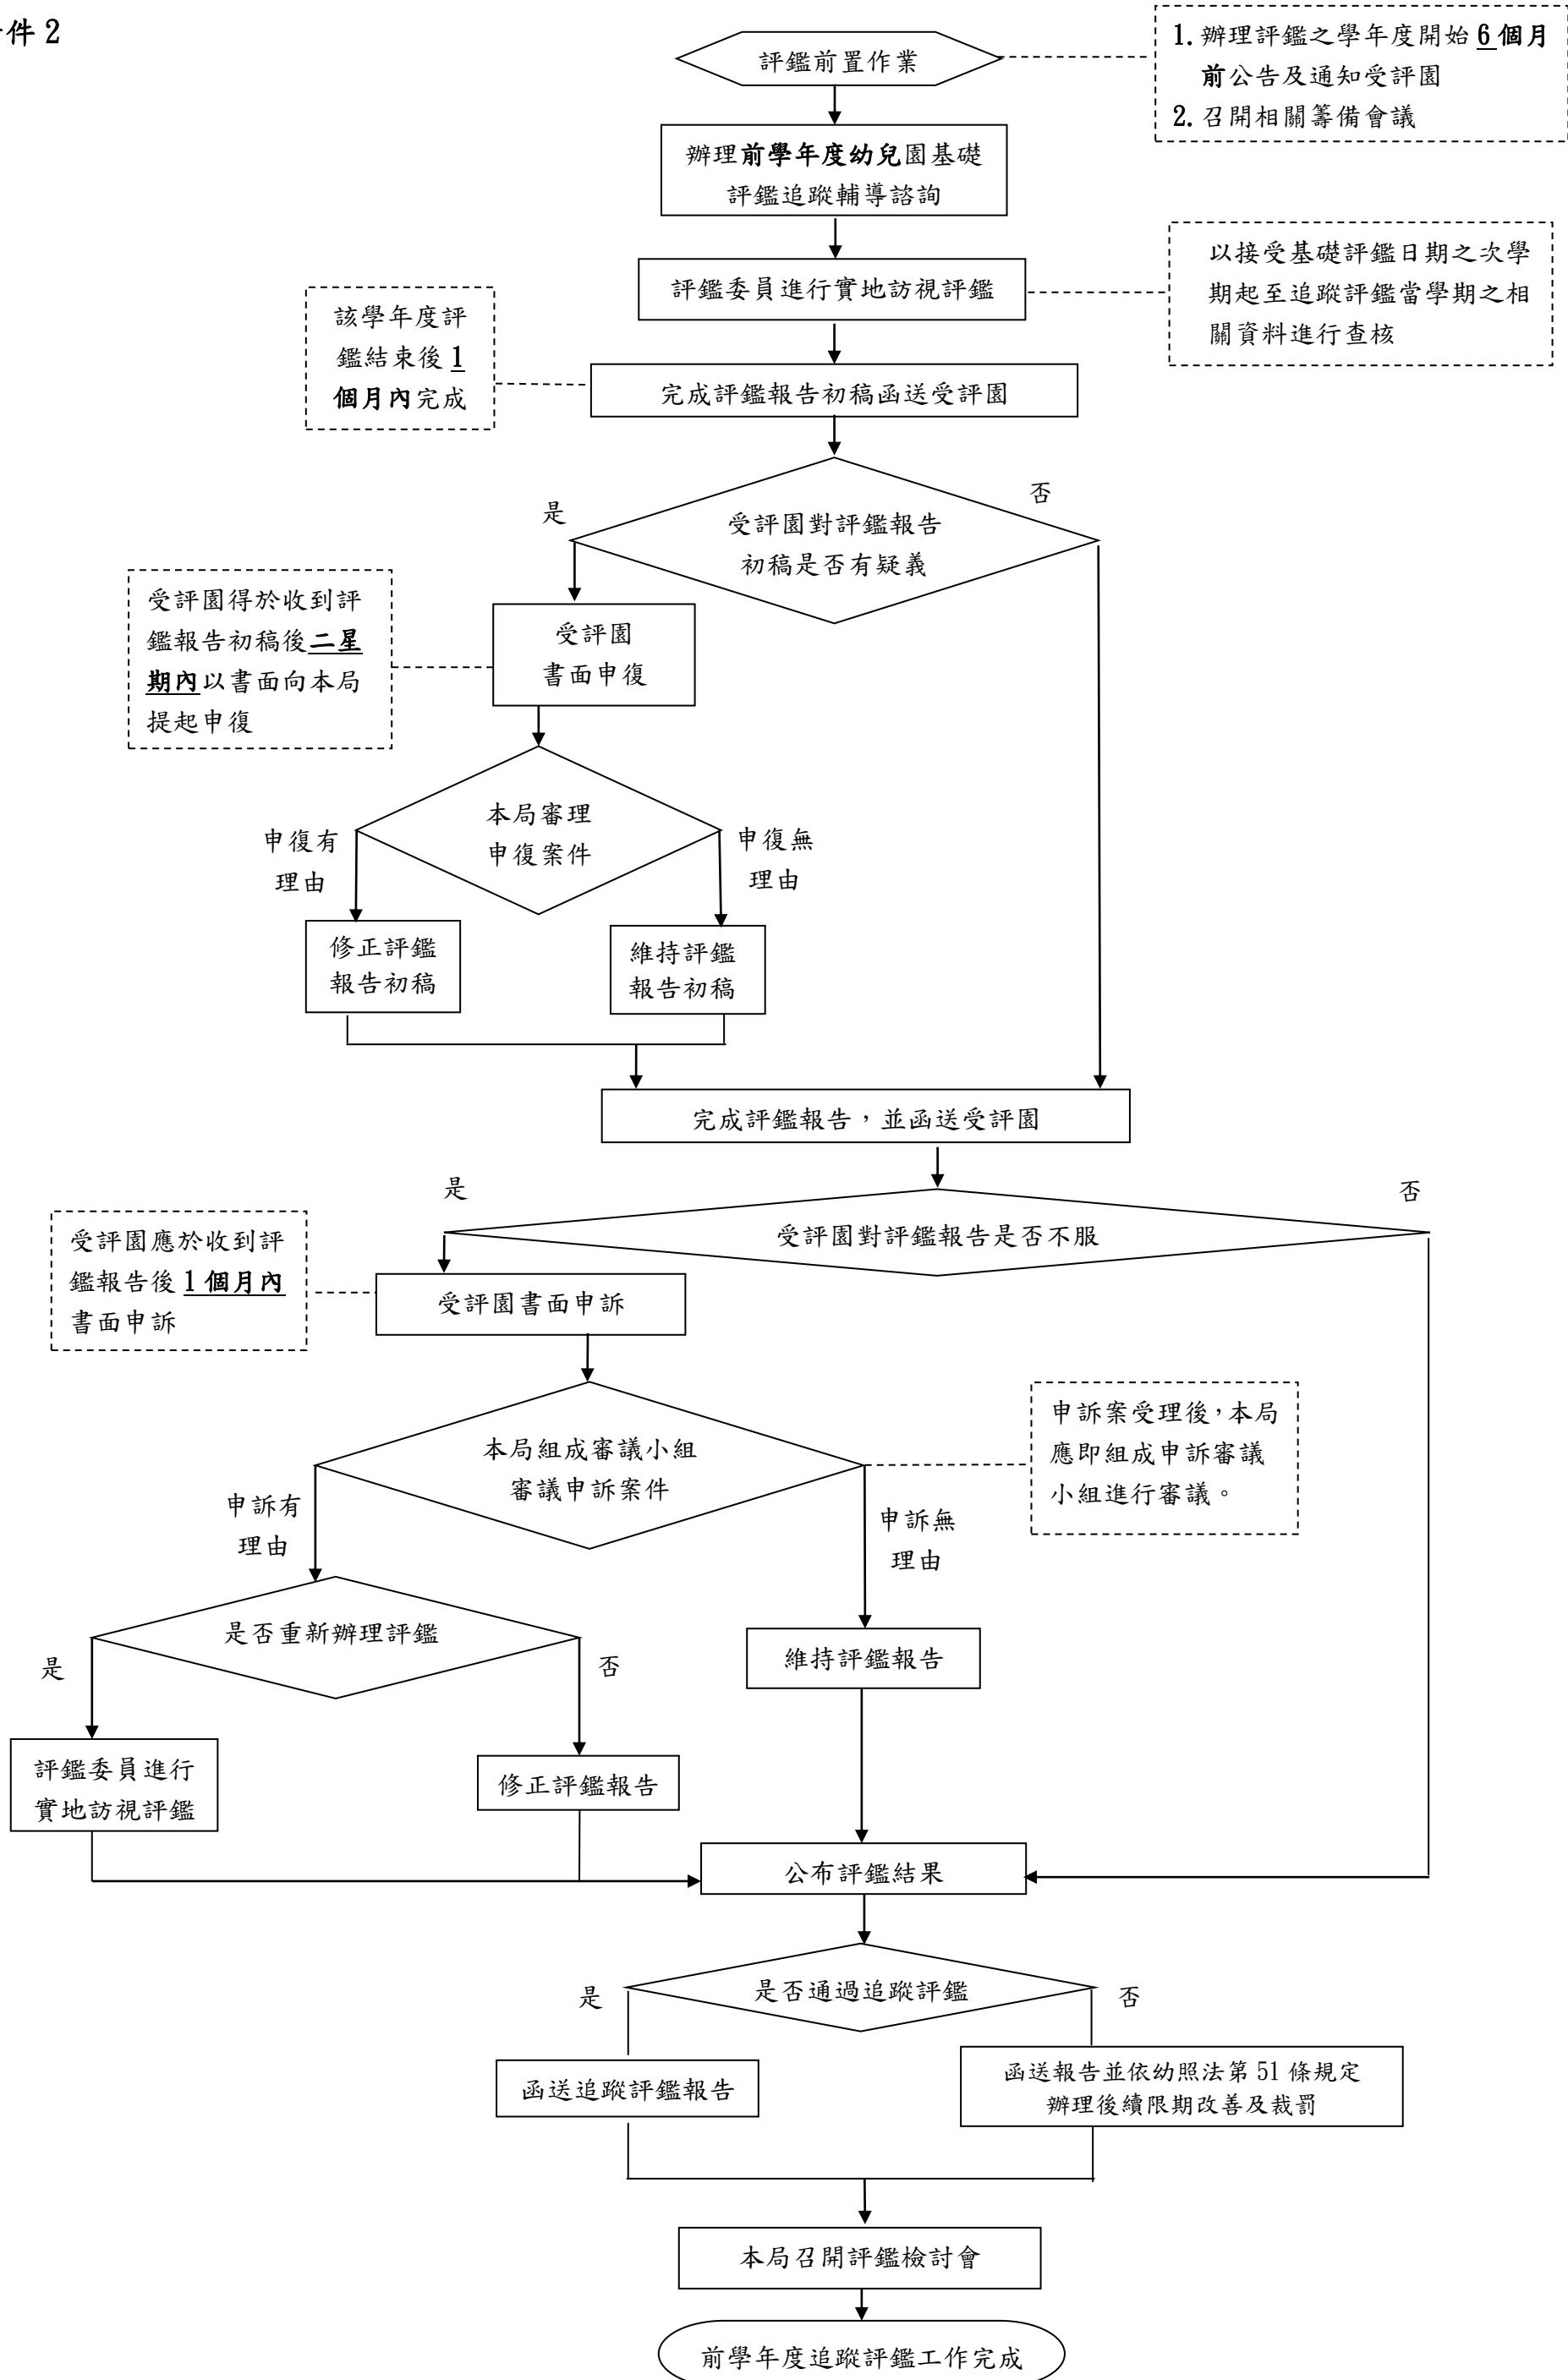 件 2
評鑑前置作業
1. 辦理評鑑之學年度開始 6 個月
前公告及通知受評園
2. 召開相關籌備會議
辦理前學年度幼兒園基礎
評鑑追蹤輔導諮詢
評鑑委員進行實地訪視評鑑
以接受基礎評鑑日期之次學
期起至追蹤評鑑當學期之相
關資料進行查核
該學年度評
鑑結束後 1
個月內完成
完成評鑑報告初稿函送受評園
受評園對評鑑報告
初稿是否有疑義
是
否
受評園得於收到評
鑑報告初稿後二星
期內以書面向本局
提起申復
受評園
書面申復
本局審理
申復案件
申復有
理由
申復無
理由
修正評鑑
報告初稿
維持評鑑
報告初稿
完成評鑑報告，並函送受評園
是
否
受評園對評鑑報告是否不服
受評園應於收到評
鑑報告後 1 個月內
書面申訴
受評園書面申訴
本局組成審議小組
審議申訴案件
申訴案受理後，本局
應即組成申訴審議
小組進行審議。
申訴有
理由
申訴無
理由
是否重新辦理評鑑
是
否
維持評鑑報告
評鑑委員進行
實地訪視評鑑
修正評鑑報告
公布評鑑結果
是否通過追蹤評鑑
是
否
函送追蹤評鑑報告
函送報告並依幼照法第 51 條規定
辦理後續限期改善及裁罰
本局召開評鑑檢討會
前學年度追蹤評鑑工作完成